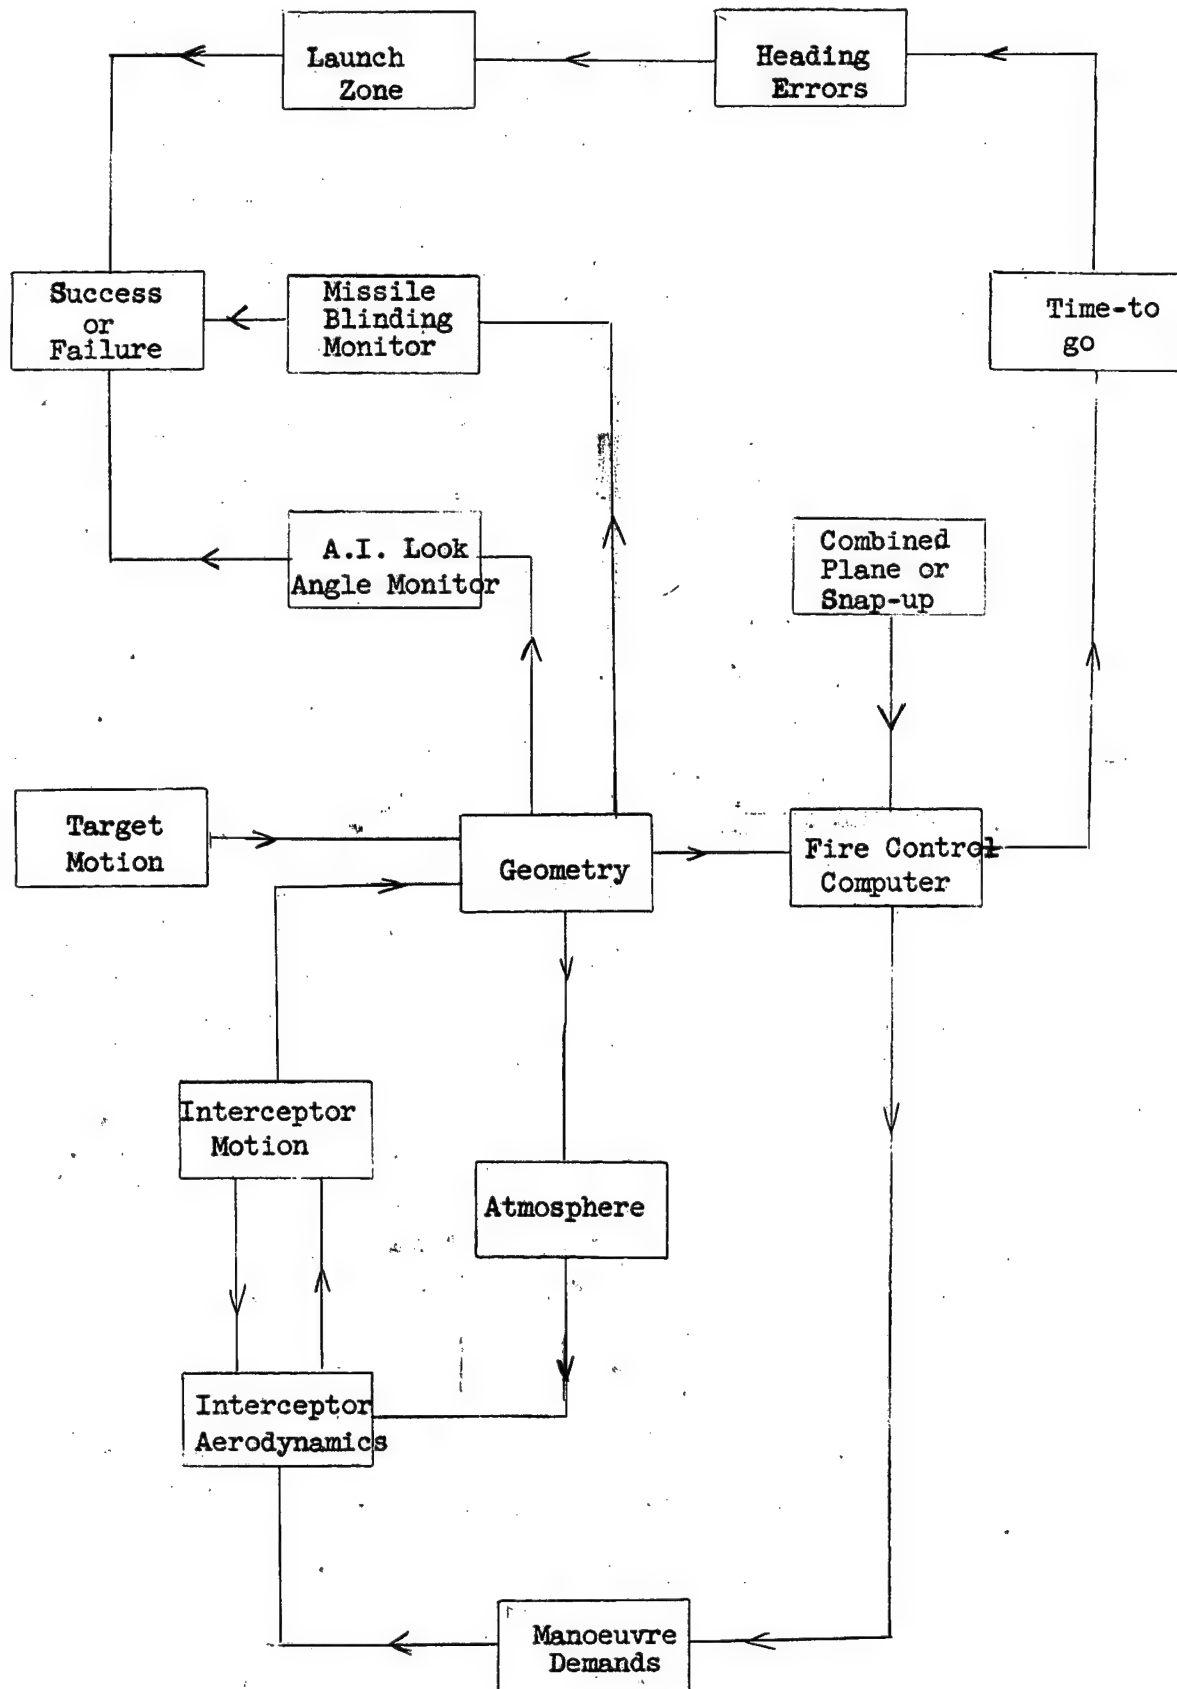 Launch
Zone
Heading
Errors
Success
or
Failure
Missile
Blinding
Monitor
Time-to
go
A.I. Look
Angle Monitor
Combined
Plane or
Snap-up
Target
Motion
Geometry
Fire Control
Computer
Interceptor
Motion
Atmosphere
Interceptor
Aerodynamics
Manoeuvre
Demands